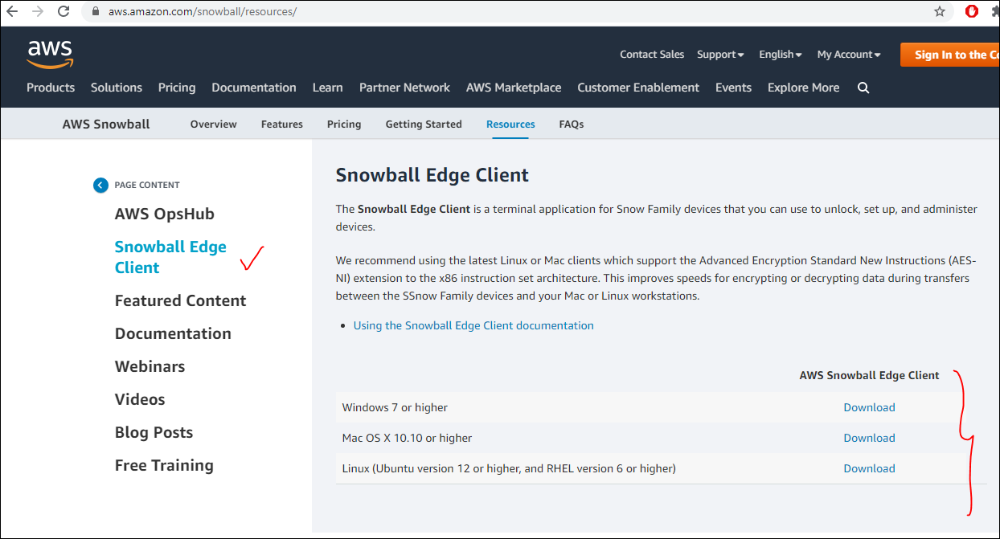 aws.amazon.com/snowball/resources/
aws
Contact Sales Support English My Account Sign In to the Co
Products Solutions Pricing Documentation Learn Partner Network AWS Marketplace Customer Enablement Events Explore More
AWS Snowball Overview Features Pricing Getting Started Resources FAQs
PAGE CONTENT
AWS OpsHub
Snowball Edge
Client
Featured Content
Documentation
Webinars
Videos
Blog Posts
Free Training
Snowball Edge Client
The Snowball Edge Client is a terminal application for Snow Family devices that you can use to unlock, set up, and administer
devices.
We recommend using the latest Linux or Mac clients which support the Advanced Encryption Standard New Instructions (AES-
NI) extension to the x86 instruction set architecture. This improves speeds for encrypting or decrypting data during transfers
between the SSnow Family devices and your Mac or Linux workstations.
• Using the Snowball Edge Client documentation
AWS Snowball Edge Client
Windows 7 or higher Download
Mac OS X 10.10 or higher Download
Linux (Ubuntu version 12 or higher, and RHEL version 6 or higher) Download